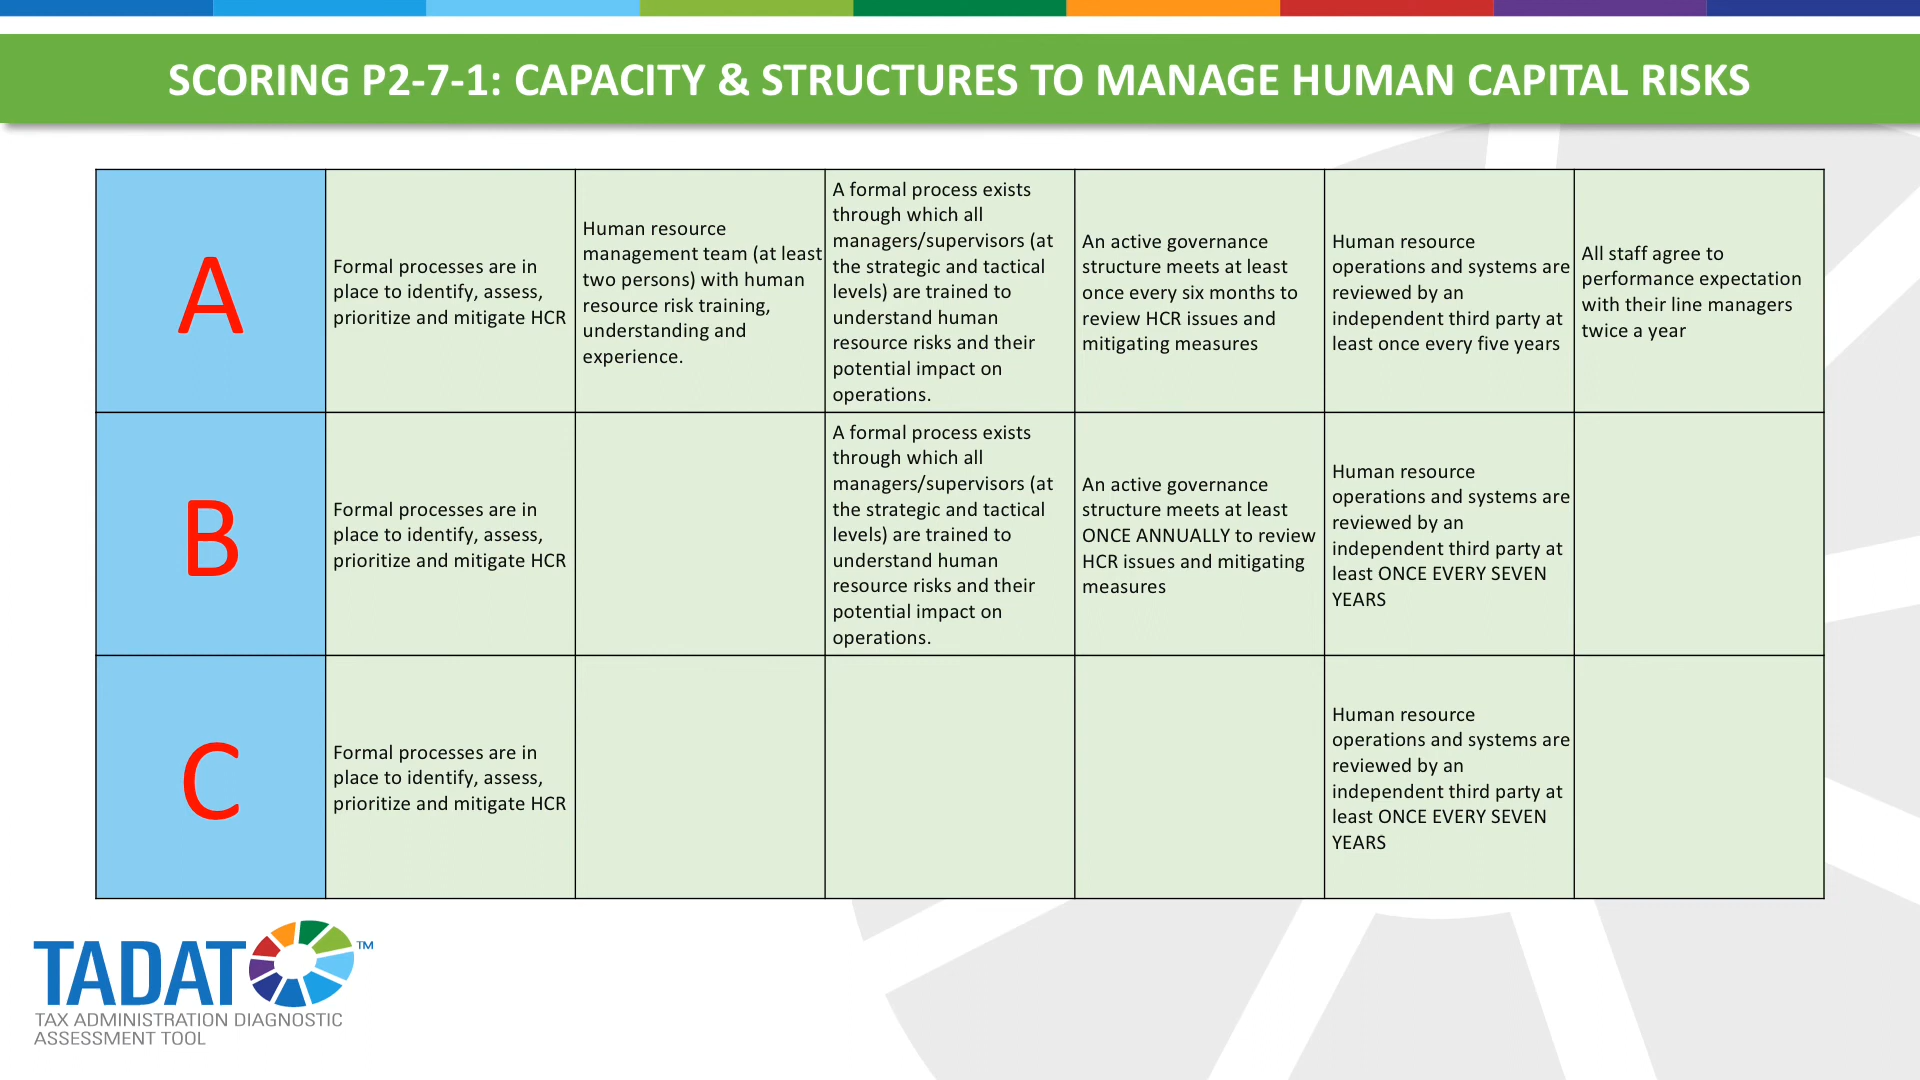 SCORING P2-7-1: CAPACITY & STRUCTURES TO MANAGE HUMAN CAPITAL RISKS
A
Formal processes are in
place to identify, assess,
prioritize and mitigate HCR
Human resource
management team (at least
two persons) with human
resource risk training,
understanding and
experience.
A formal process exists
through which all
managers/supervisors (at
the strategic and tactical
levels) are trained to
understand human
resource risks and their
potential impact on
operations.
An active governance
structure meets at least
once every six months to
review HCR issues and
mitigating measures
Human resource
operations and systems are
reviewed by an
independent third party at
least once every five years
All staff agree to
performance expectation
with their line managers
twice a year
B
Formal processes are in
place to identify, assess,
prioritize and mitigate HCR
A formal process exists
through which all
managers/supervisors (at
the strategic and tactical
levels) are trained to
understand human
resource risks and their
potential impact on
operations.
An active governance
structure meets at least
ONCE ANNUALLY to review
HCR issues and mitigating
measures
Human resource
operations and systems are
reviewed by an
independent third party at
least ONCE EVERY SEVEN
YEARS
C
Formal processes are in
place to identify, assess,
prioritize and mitigate HCR
Human resource
operations and systems are
reviewed by an
independent third party at
least ONCE EVERY SEVEN
YEARS
TADAT™
TAX ADMINISTRATION DIAGNOSTIC
ASSESSMENT TOOL